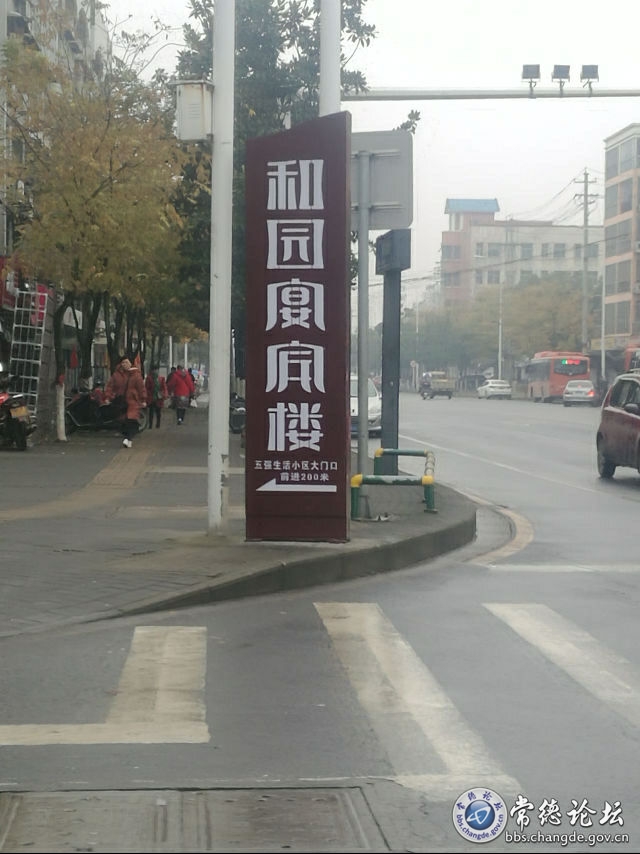 和园宴宾楼
五强生活小区大门口
前进200米
常德论坛
bbs.changde.gov.cn